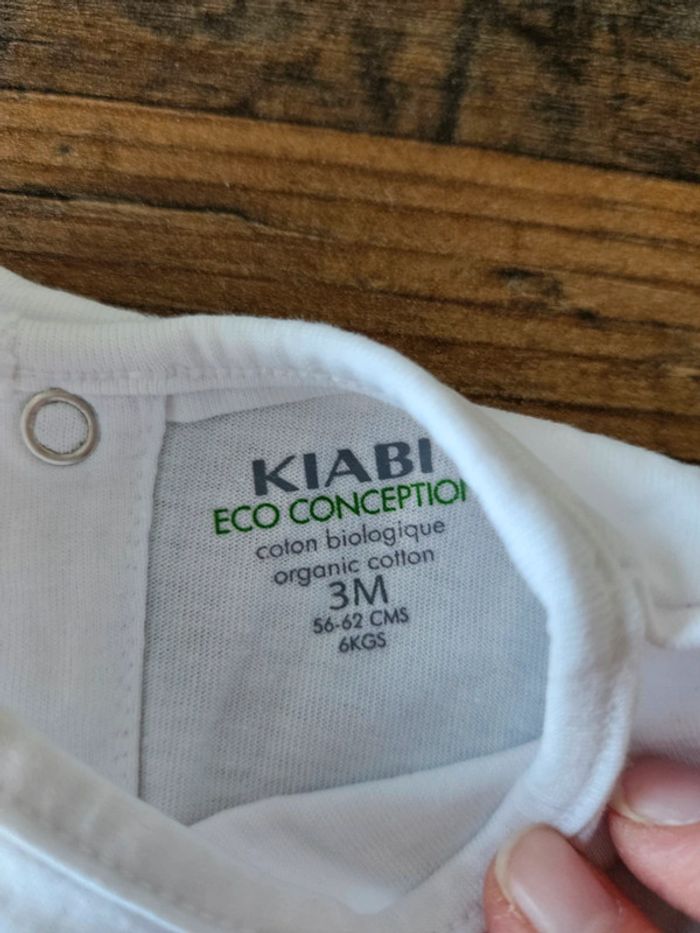 KIABI
ECO CONCEPTION
coton biologique
organic cotton
3M
56-62 CMS
6KGS